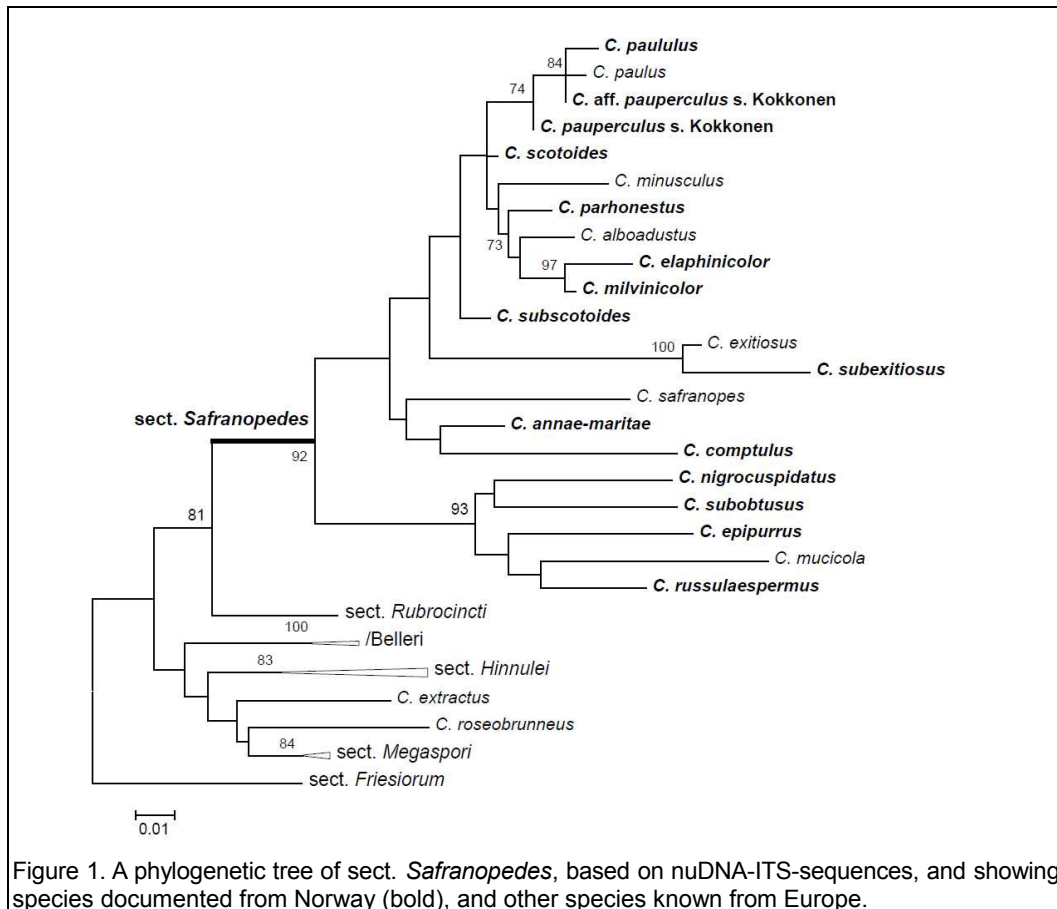 C. paululus
84
C. paulus
74
C. aff. pauperculus s. Kokkonen
C. pauperculus s. Kokkonen
C. scotoides
C. minusculus
C. parhonestus
73
C. alboadustus
97
C. elaphinicolor
C. milvinicolor
C. subscotoides
100
C. exitiosus
C. subexitiosus
C. safranopes
sect. Safranopedes
C. annae-maritae
92
C. comptulus
C. nigrocuspidatus
93
C. subobtusus
81
C. epipurrus
C. mucicola
C. russulaespermus
sect. Rubrocincti
100
/Belleri
83
sect. Hinnulei
C. extractus
C. roseobrunneus
84
sect. Megaspori
sect. Friesiorum
0.01
Figure 1. A phylogenetic tree of sect. Safranopedes, based on nuDNA-ITS-sequences, and showing
species documented from Norway (bold), and other species known from Europe.